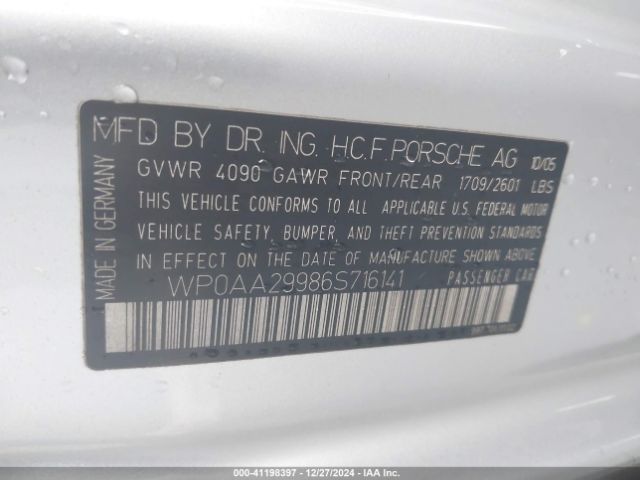 MFD BY DR. ING. H.C.F. PORSCHE AG 10/05
GVWR 4090 GAWR FRONT/REAR 1709/2601 LBS
THIS VEHICLE CONFORMS TO ALL APPLICABLE U.S. FEDERAL MOTOR
VEHICLE SAFETY, BUMPER, AND THEFT PREVENTION STANDARDS
IN EFFECT ON THE DATE OF MANUFACTURE SHOWN ABOVE.
WP0AA29986S716141 PASSENGER CAR
MADE IN GERMANY
000-41198397 - 12/27/2024 - IAA Inc.